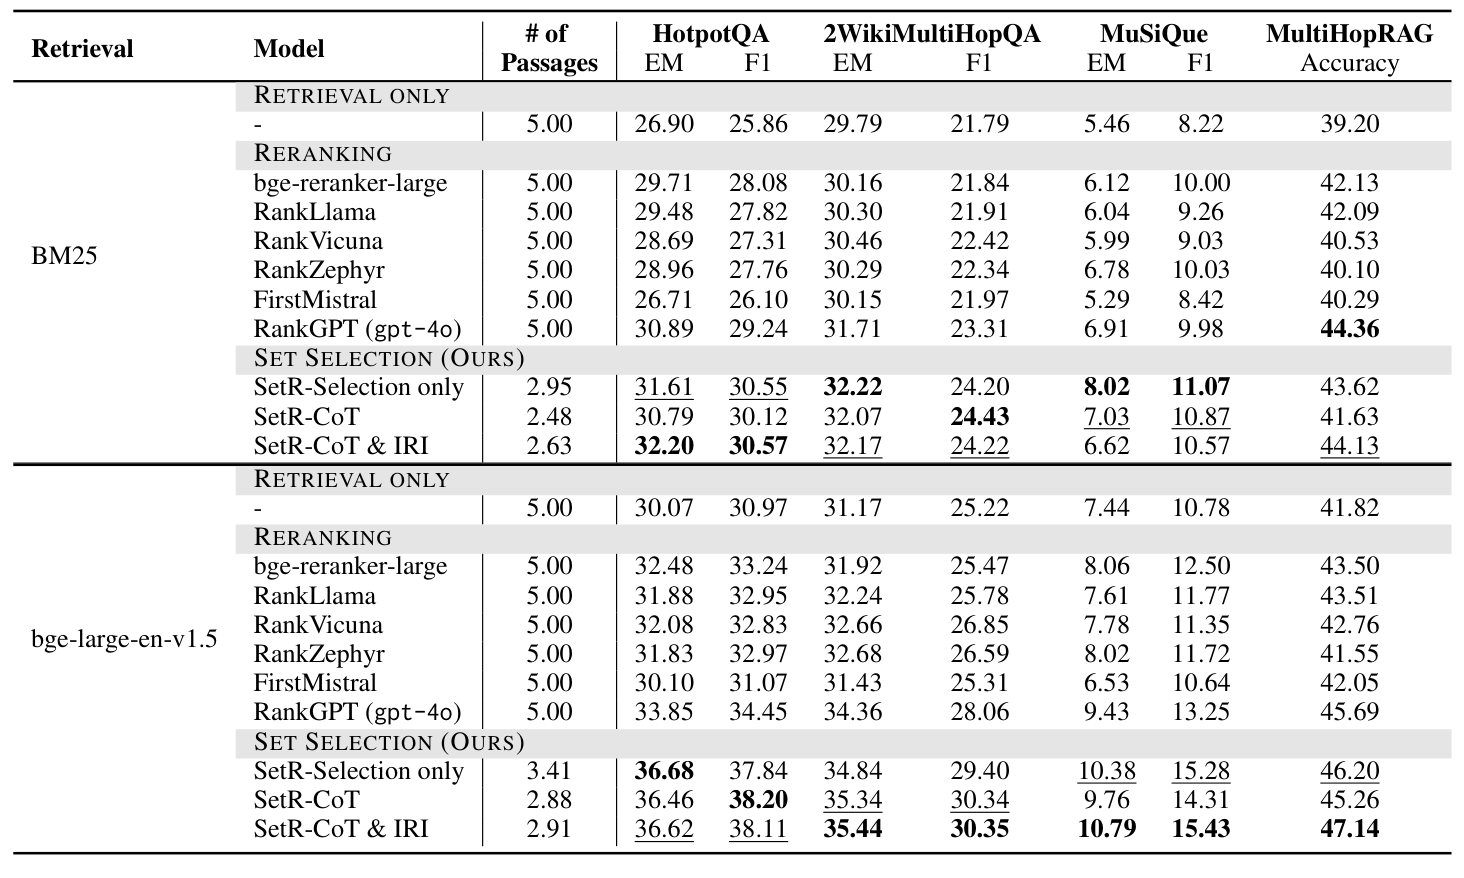 Retrieval Model # of Passages HotpotQA 2WikiMultiHopQA MuSiQue MultiHopRAG
EM F1 EM F1 EM F1 Accuracy
RETRIEVAL ONLY
- 5.00 26.90 25.86 29.79 21.79 5.46 8.22 39.20
RERANKING
bge-reranker-large 5.00 29.71 28.08 30.16 21.84 6.12 10.00 42.13
RankLlama 5.00 29.48 27.82 30.30 21.91 6.04 9.26 42.09
RankVicuna 5.00 28.69 27.31 30.46 22.42 5.99 9.03 40.53
BM25
RankZephyr 5.00 28.96 27.76 30.29 22.34 6.78 10.03 40.10
FirstMistral 5.00 26.71 26.10 30.15 21.97 5.29 8.42 40.29
RankGPT (gpt-4o) 5.00 30.89 29.24 31.71 23.31 6.91 9.98 44.36
SET SELECTION (OURS)
SetR-Selection only 2.95 31.61 30.55 32.22 24.20 8.02 11.07 43.62
SetR-CoT 2.48 30.79 30.12 32.07 24.43 7.03 10.87 41.63
SetR-CoT & IRI 2.63 32.20 30.57 32.17 24.22 6.62 10.57 44.13
RETRIEVAL ONLY
- 5.00 30.07 30.97 31.17 25.22 7.44 10.78 41.82
RERANKING
bge-reranker-large 5.00 32.48 33.24 31.92 25.47 8.06 12.50 43.50
RankLlama 5.00 31.88 32.95 32.24 25.78 7.61 11.77 43.51
RankVicuna 5.00 32.08 32.83 32.66 26.85 7.78 11.35 42.76
bge-large-en-v1.5
RankZephyr 5.00 31.83 32.97 32.68 26.59 8.02 11.72 41.55
FirstMistral 5.00 30.10 31.07 31.43 25.31 6.53 10.64 42.05
RankGPT (gpt-4o) 5.00 33.85 34.45 34.36 28.06 9.43 13.25 45.69
SET SELECTION (OURS)
SetR-Selection only 3.41 36.68 37.84 34.84 29.40 10.38 15.28 46.20
SetR-CoT 2.88 36.46 38.20 35.34 30.34 9.76 14.31 45.26
SetR-CoT & IRI 2.91 36.62 38.11 35.44 30.35 10.79 15.43 47.14